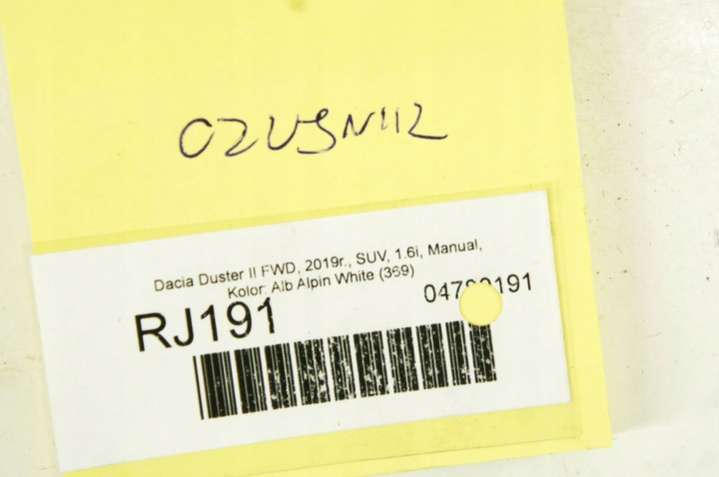 02USN112
Dacia Duster II FWD, 2019r., SUV, 1.6i, Manual,
Kolor: Alb Alpin White (369)
RJ191